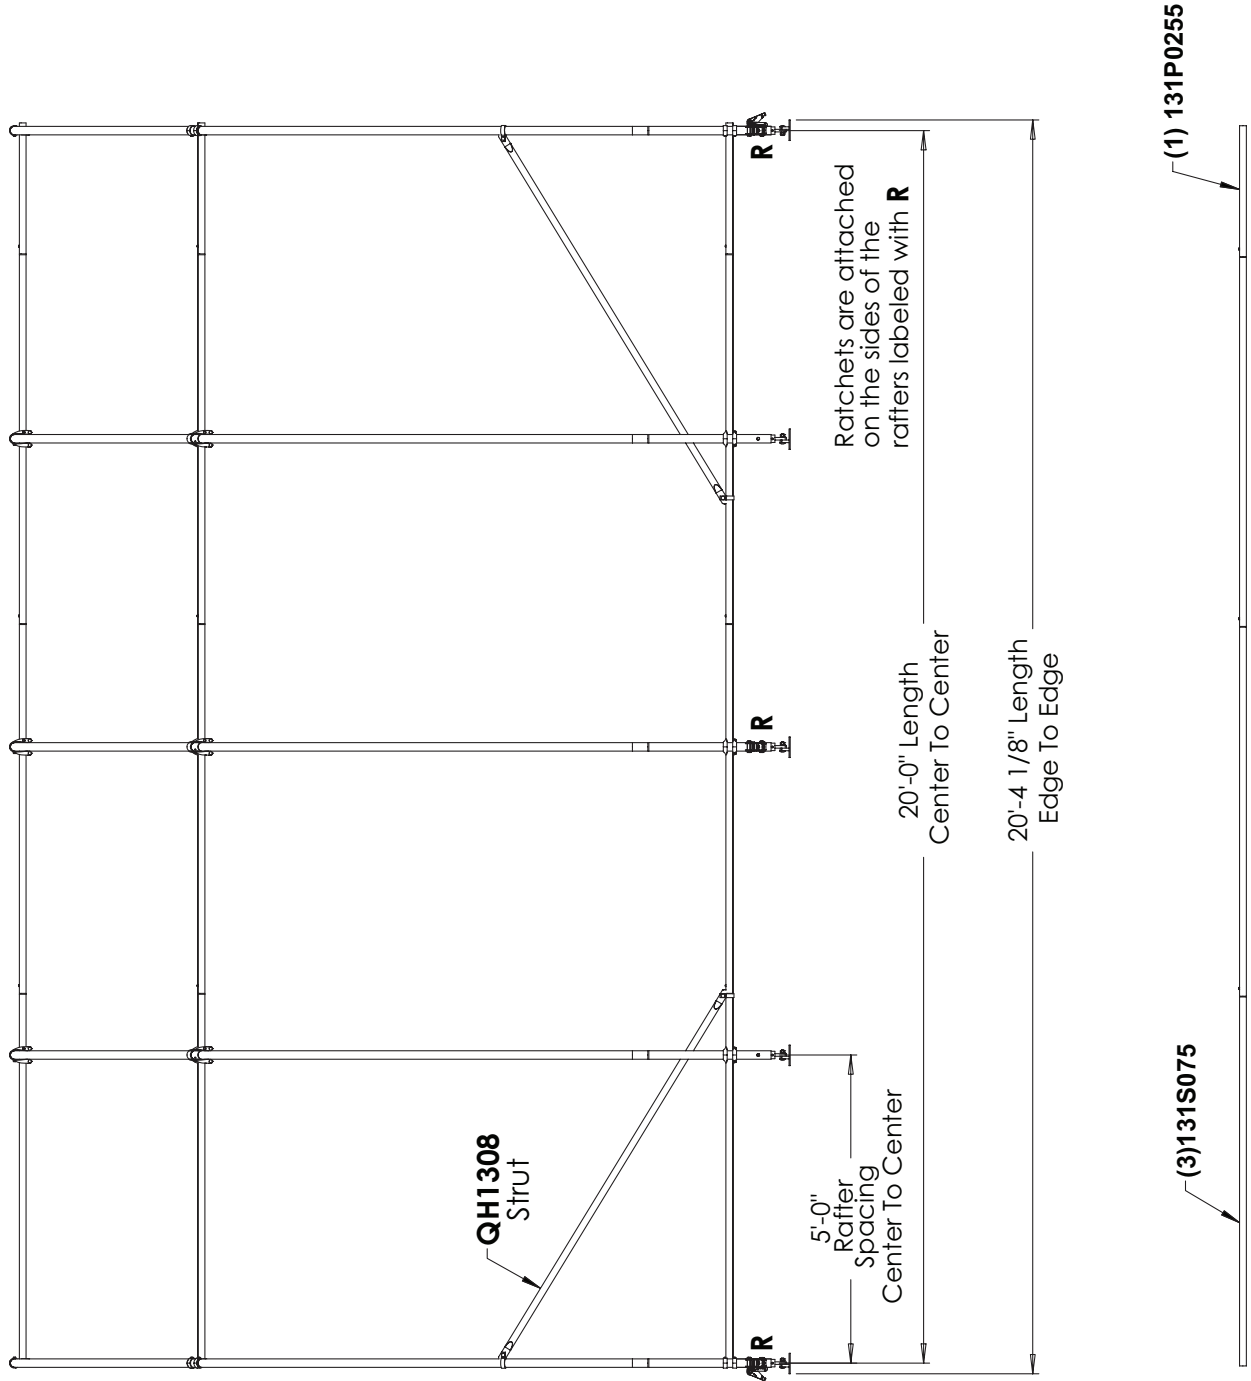 QH1308
Strut
R
R
R
5'-0"
Rafter
Spacing
Center To Center
Ratchets are attached
on the sides of the
rafters labeled with R
20'-0" Length
Center To Center
20'-4 1/8" Length
Edge To Edge
(3)131S075
(1) 131P0255